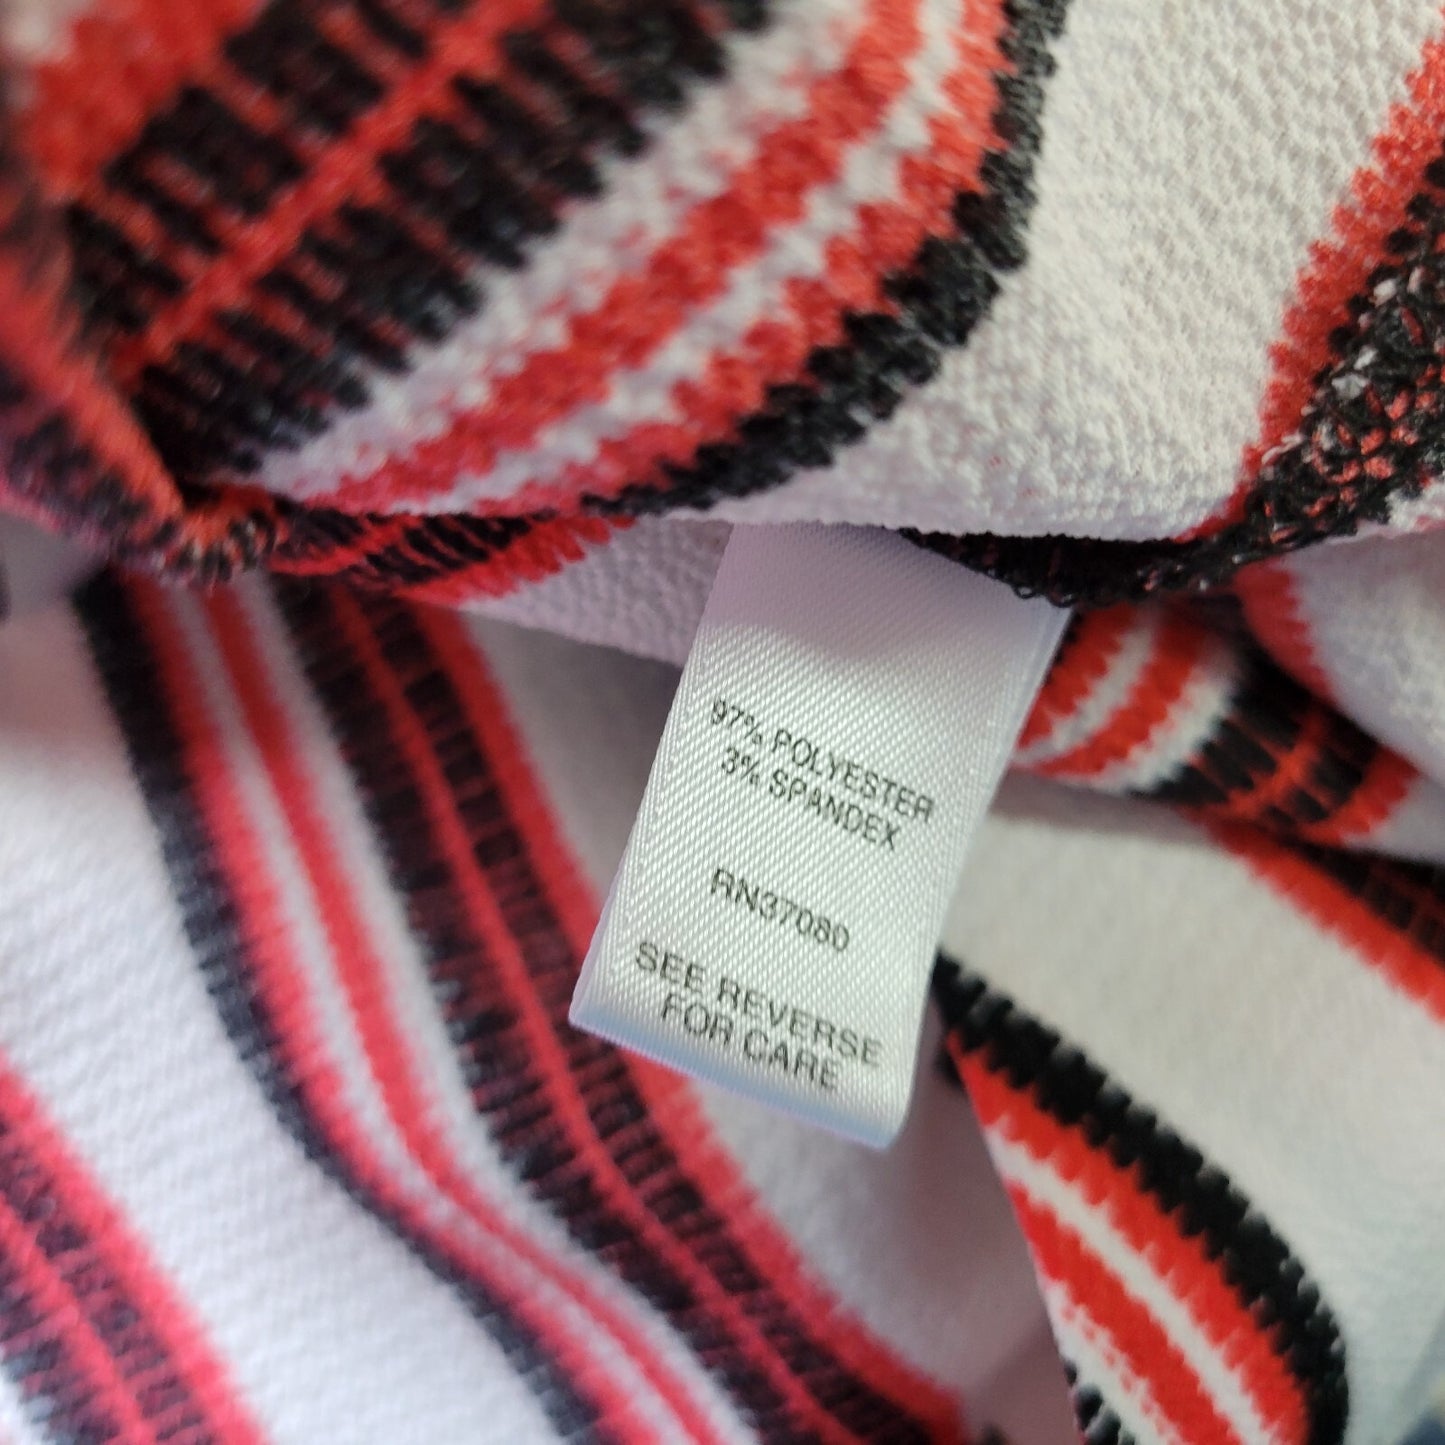 97% POLYESTER
3% SPANDEX
RN37080
SEE REVERSE
FOR CARE